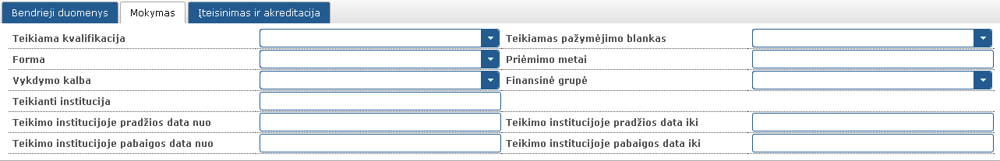 Bendrieji duomenys Mokymas Įteisinimas ir akreditacija
Teikiama kvalifikacija Teikiamas pažymėjimo blankas
Forma Priėmimo metai
Vykdymo kalba Finansinė grupė
Teikianti institucija
Teikimo institucijoje pradžios data nuo Teikimo institucijoje pradžios data iki
Teikimo institucijoje pabaigos data nuo Teikimo institucijoje pabaigos data iki